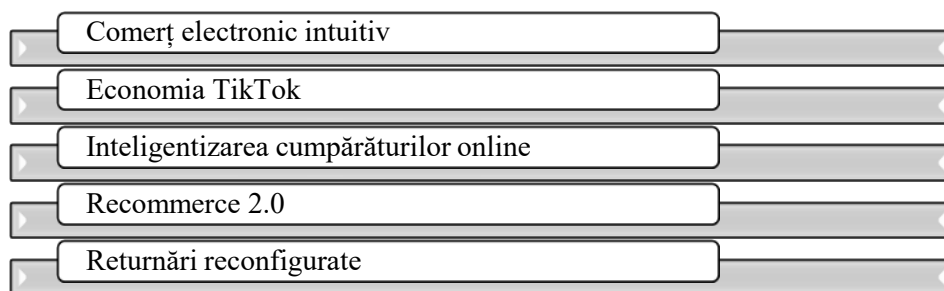 Comerț electronic intuitiv
Economia TikTok
Inteligentizarea cumpărăturilor online
Recommerce 2.0
Returnări reconfigurate